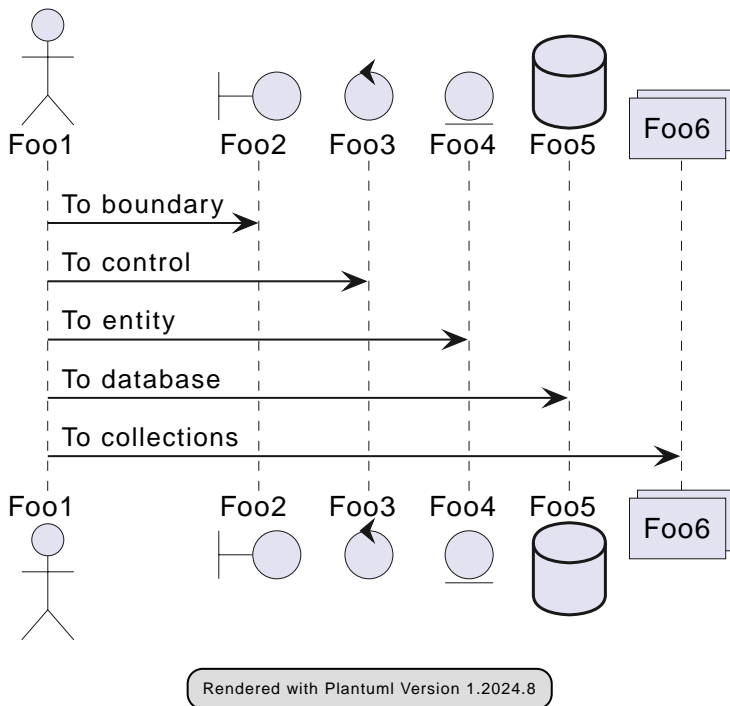 Foo1 Foo2 Foo3 Foo4 Foo5 Foo6
To boundary
To control
To entity
To database
To collections
Foo1 Foo2 Foo3 Foo4 Foo5 Foo6
Rendered with Plantuml Version 1.2024.8